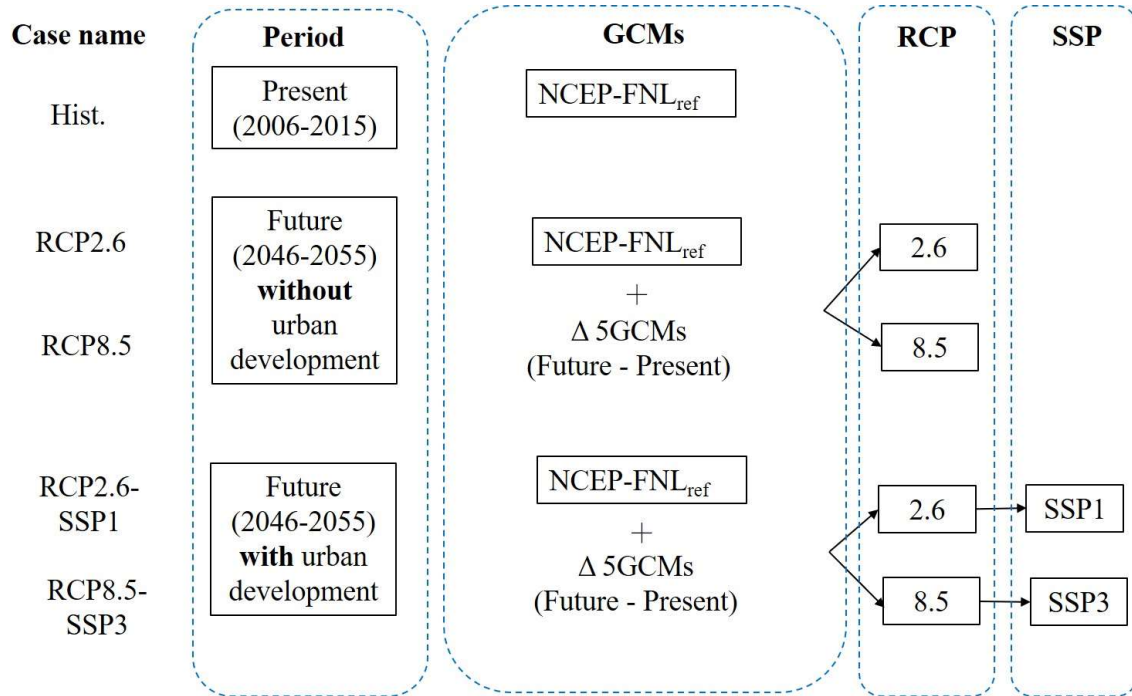 Case name
Period
GCMs
RCP
SSP
Hist.
Present
(2006-2015)
NCEP-FNLref
RCP2.6
RCP8.5
Future
(2046-2055)
without
urban
development
NCEP-FNLref
+
Δ 5GCMs
(Future - Present)
2.6
8.5
RCP2.6-
SSP1
RCP8.5-
SSP3
Future
(2046-2055)
with urban
development
NCEP-FNLref
+
Δ 5GCMs
(Future - Present)
2.6
SSP1
8.5
SSP3